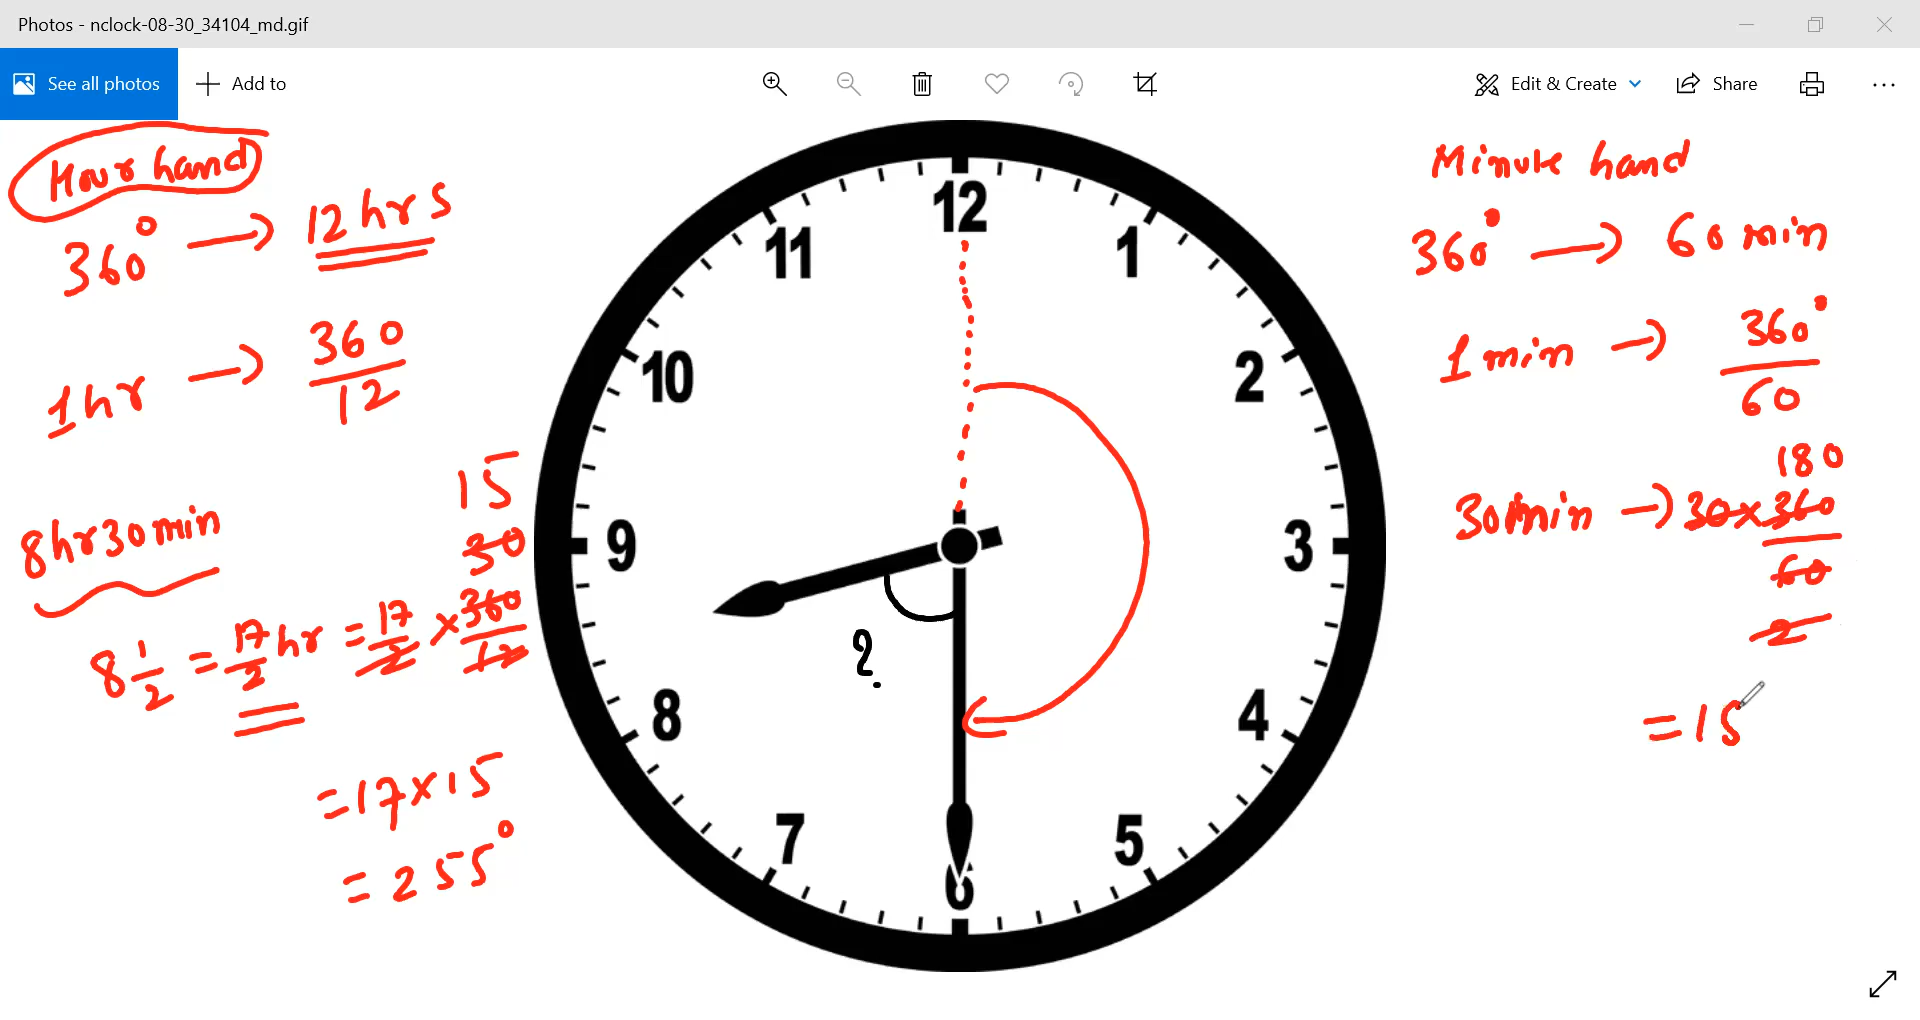 Photos - nclock-08-30_34104_md.gif
See all photos
Add to
Edit & Create
Share
Hour hand
360° → 12 hrs
1hr → 360/12
8hr30min
15
30
8 1/2 = 17/2 hr = 17/2 × 360/12
= 17×15
= 255°
12
11
1
10
2
9
3
8
4
7
5
6
?
Minute hand
360° → 60 min
1 min → 360°/60
180
30min → 30×360/60
2
= 18